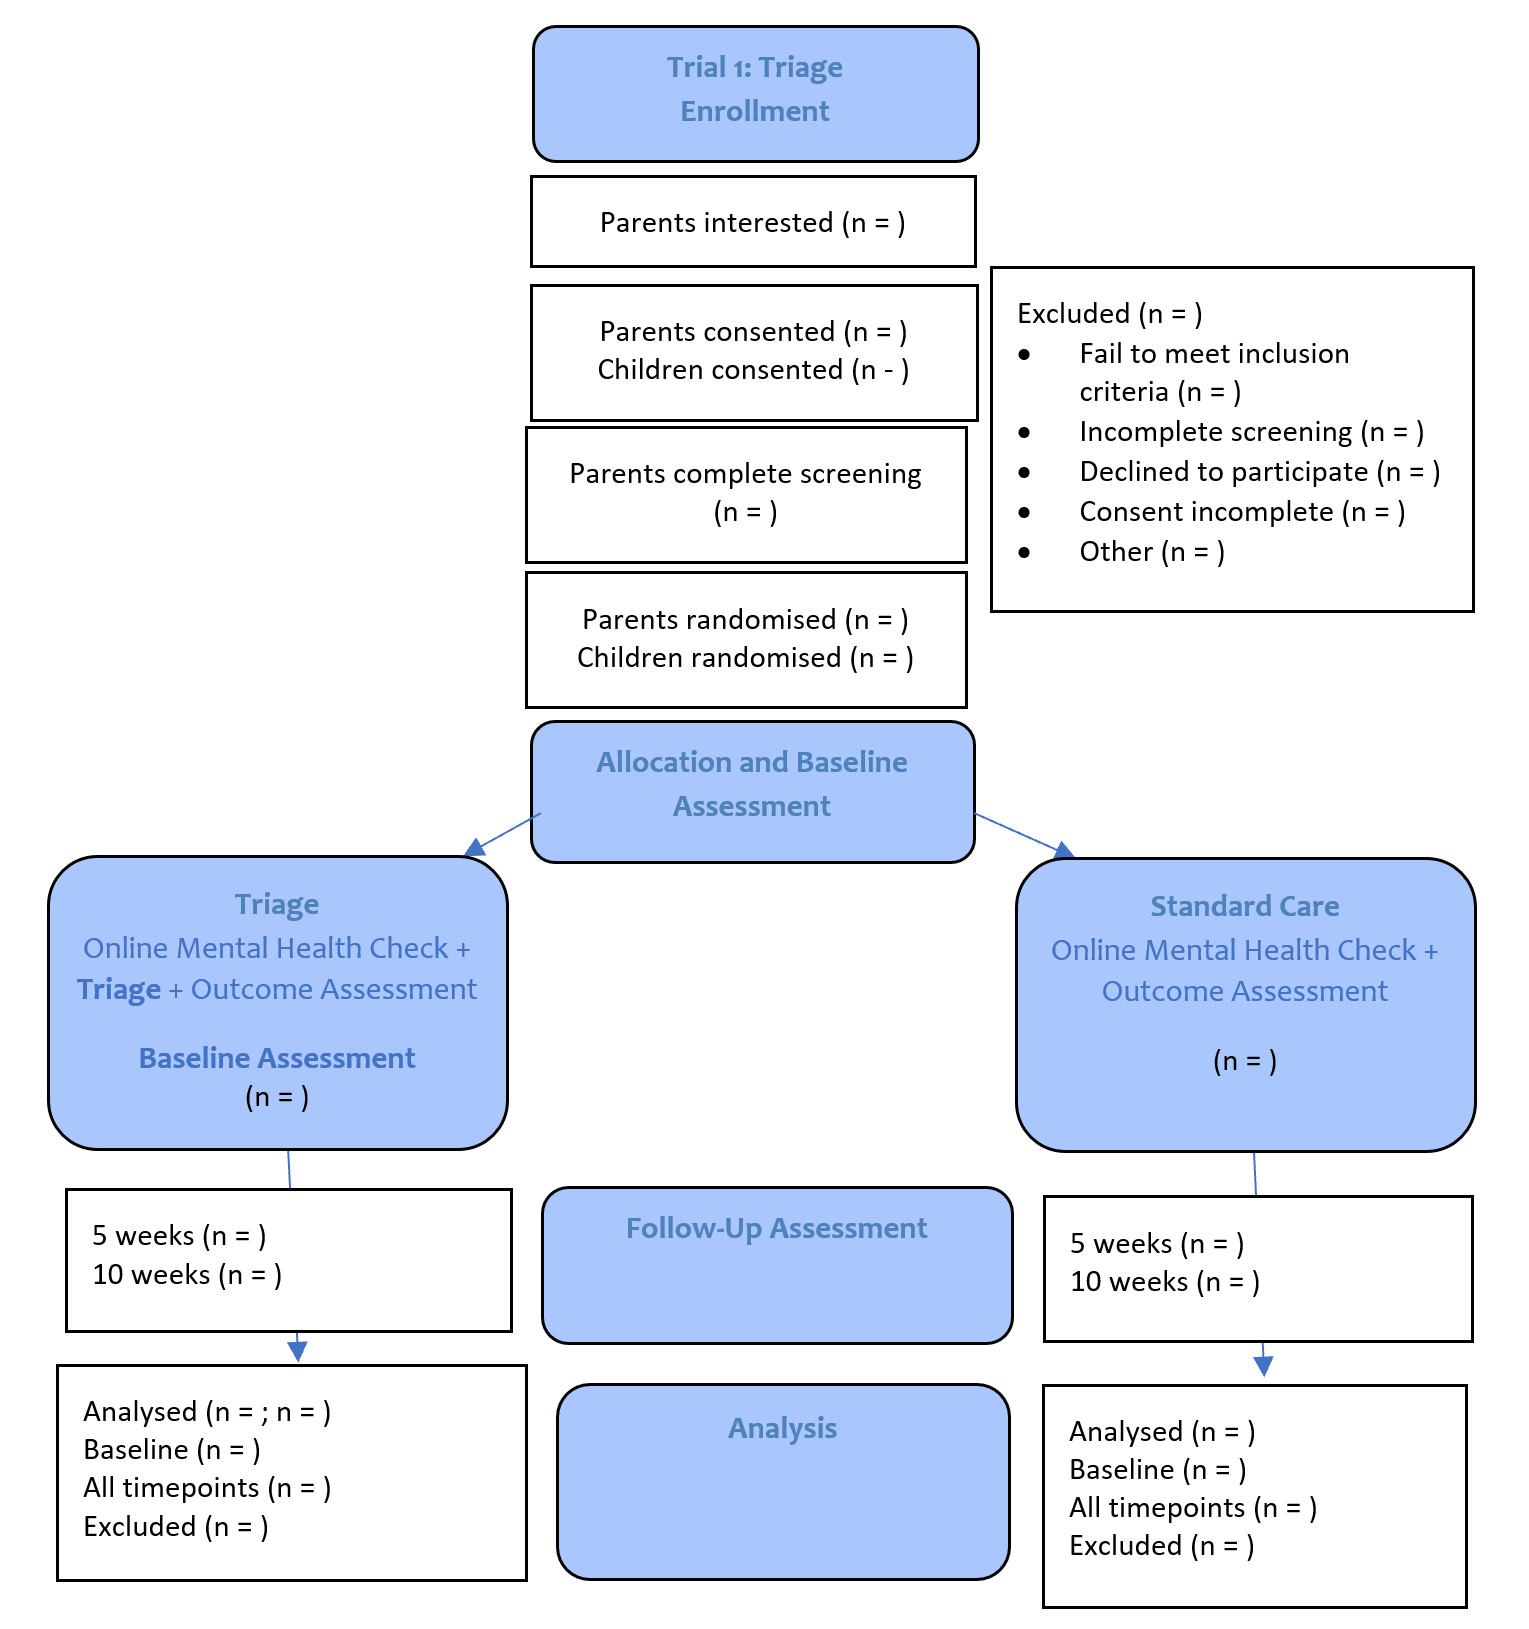 Trial 1: Triage
Enrollment
Parents interested (n = )
Parents consented (n = )
Children consented (n - )
Excluded (n = )
• Fail to meet inclusion
criteria (n = )
• Incomplete screening (n = )
• Declined to participate (n = )
• Consent incomplete (n = )
• Other (n = )
Parents complete screening
(n = )
Parents randomised (n = )
Children randomised (n = )
Allocation and Baseline
Assessment
Triage
Online Mental Health Check +
Triage + Outcome Assessment
Baseline Assessment
(n = )
Standard Care
Online Mental Health Check +
Outcome Assessment
(n = )
5 weeks (n = )
10 weeks (n = )
Follow-Up Assessment
5 weeks (n = )
10 weeks (n = )
Analysed (n = ; n = )
Baseline (n = )
All timepoints (n = )
Excluded (n = )
Analysis
Analysed (n = )
Baseline (n = )
All timepoints (n = )
Excluded (n = )